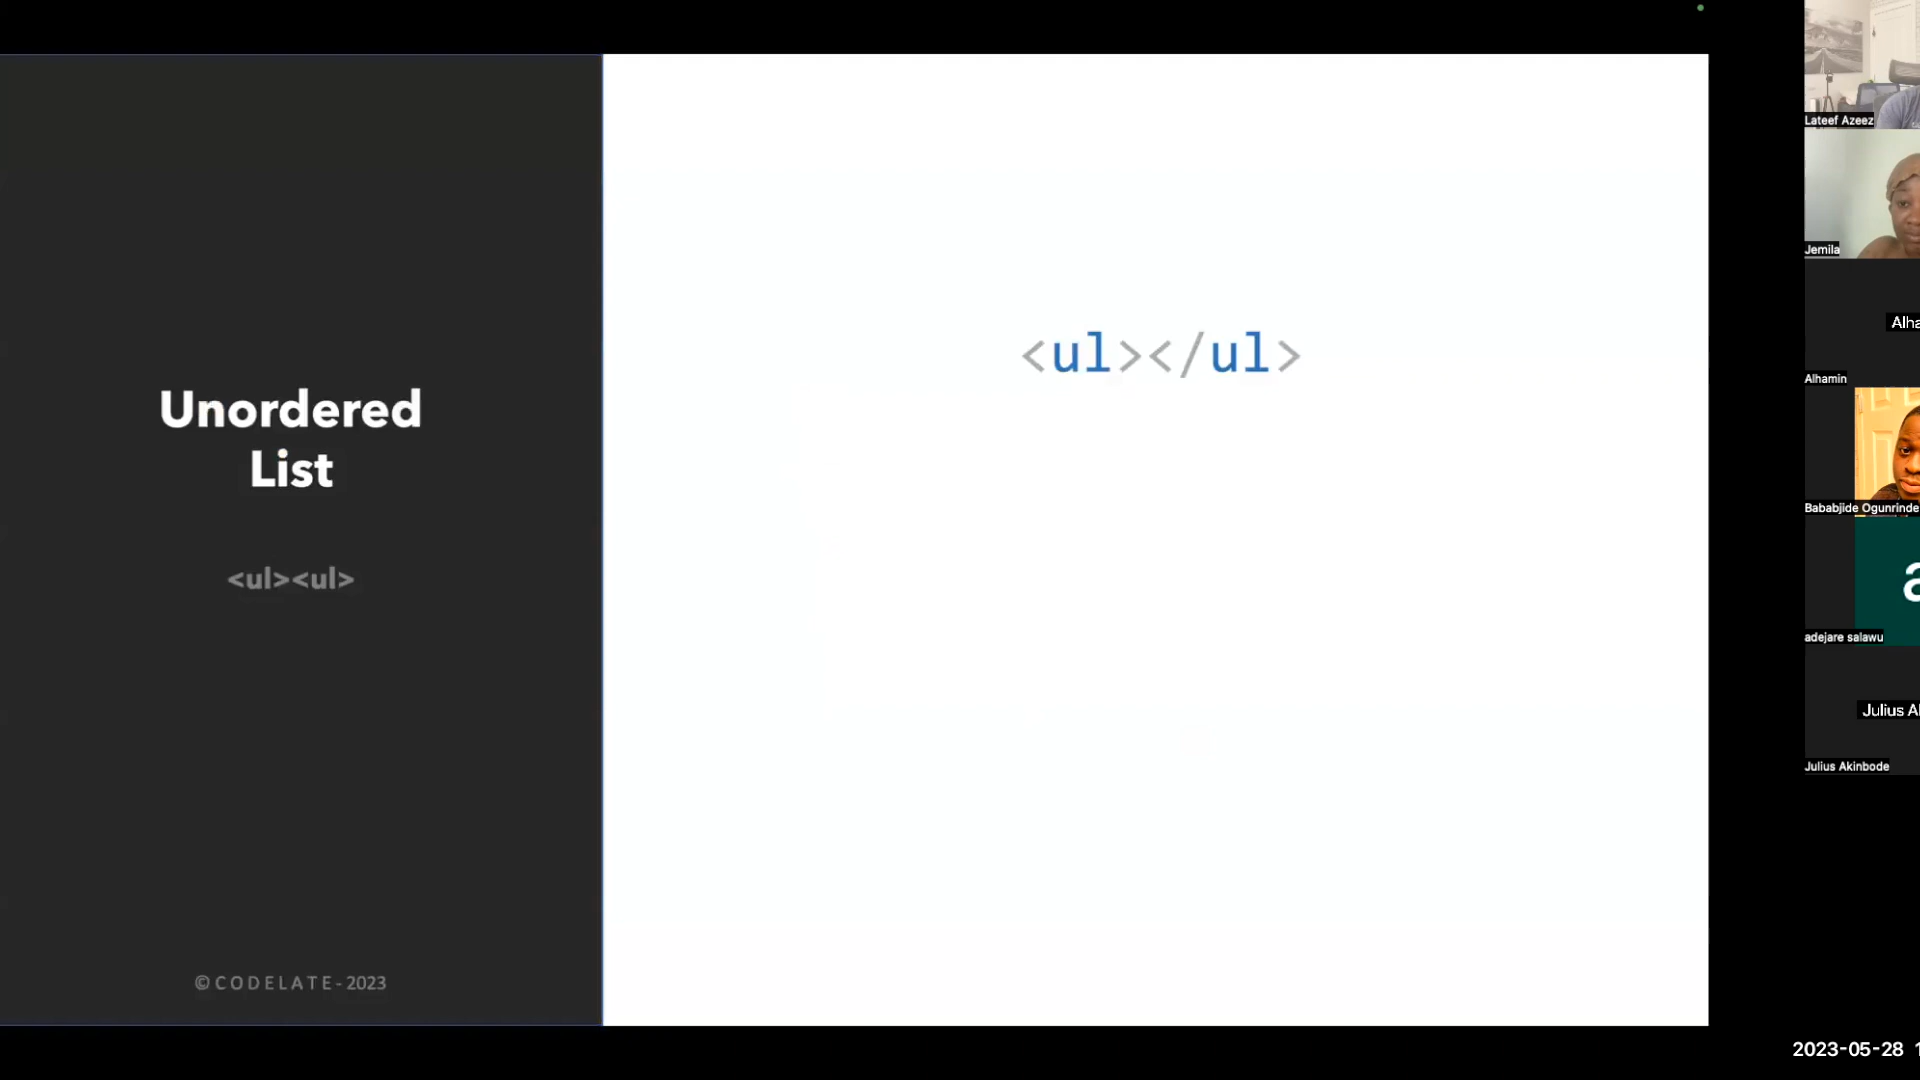 Unordered
List
<ul><ul>
©CODELATE-2023
<ul></ul>
Lateef Azeez
Jemila
Alhamin
Bababjide Ogunrinde
a
adejare salawu
Julius
Julius Akinbode
2023-05-28